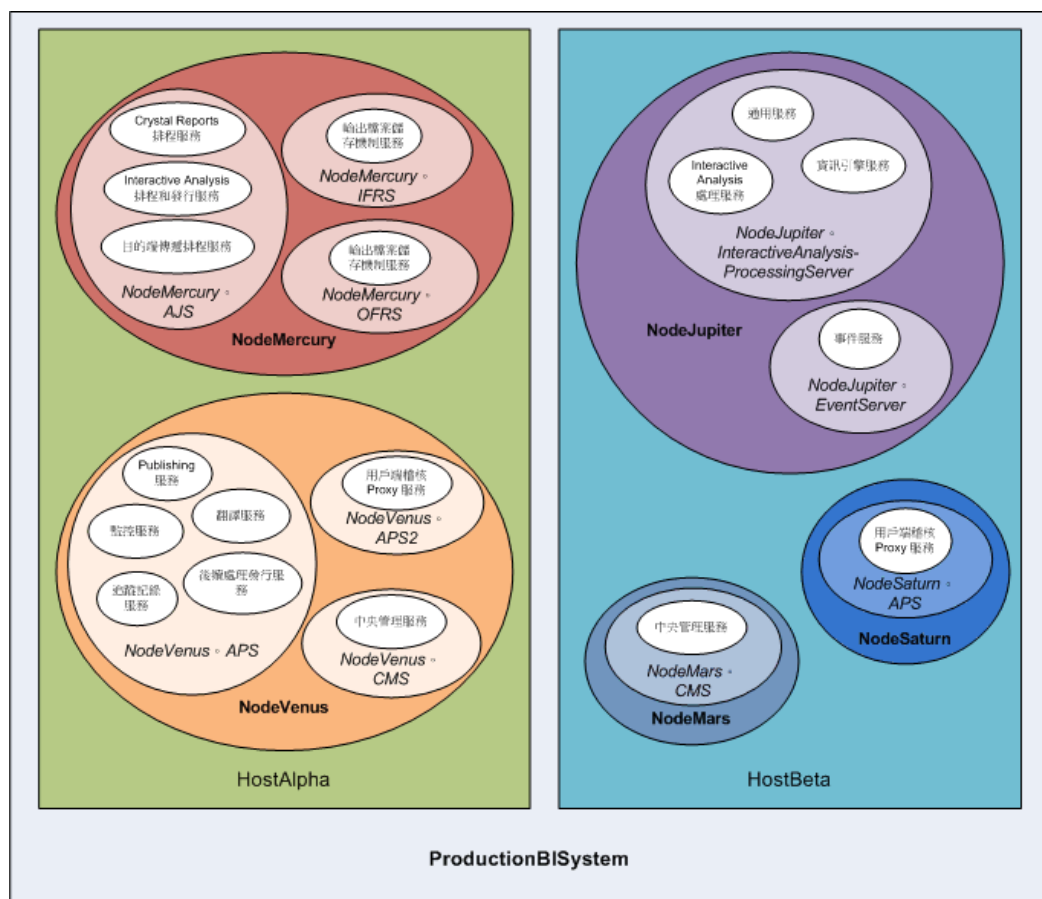 Crystal Reports
排程服務
Interactive Analysis
排程和發行服務
目的端傳遞排程服務
NodeMercury。
AJS
輸出檔案儲
存機制服務
NodeMercury。
IFRS
輸出檔案儲
存機制服務
NodeMercury。
OFRS
NodeMercury
Publishing
服務
監控服務
翻譯服務
追蹤記錄
服務
後續處理發行服
務
NodeVenus。APS
用戶端稽核
Proxy 服務
NodeVenus。
APS2
中央管理服務
NodeVenus。
CMS
NodeVenus
HostAlpha
通用服務
Interactive
Analysis
處理服務
資訊引擎服務
NodeJupiter。
InteractiveAnalysis-
ProcessingServer
NodeJupiter
事件服務
NodeJupiter。
EventServer
用戶端稽核
Proxy 服務
NodeSaturn。
APS
NodeSaturn
中央管理服務
NodeMars。
CMS
NodeMars
HostBeta
ProductionBISystem